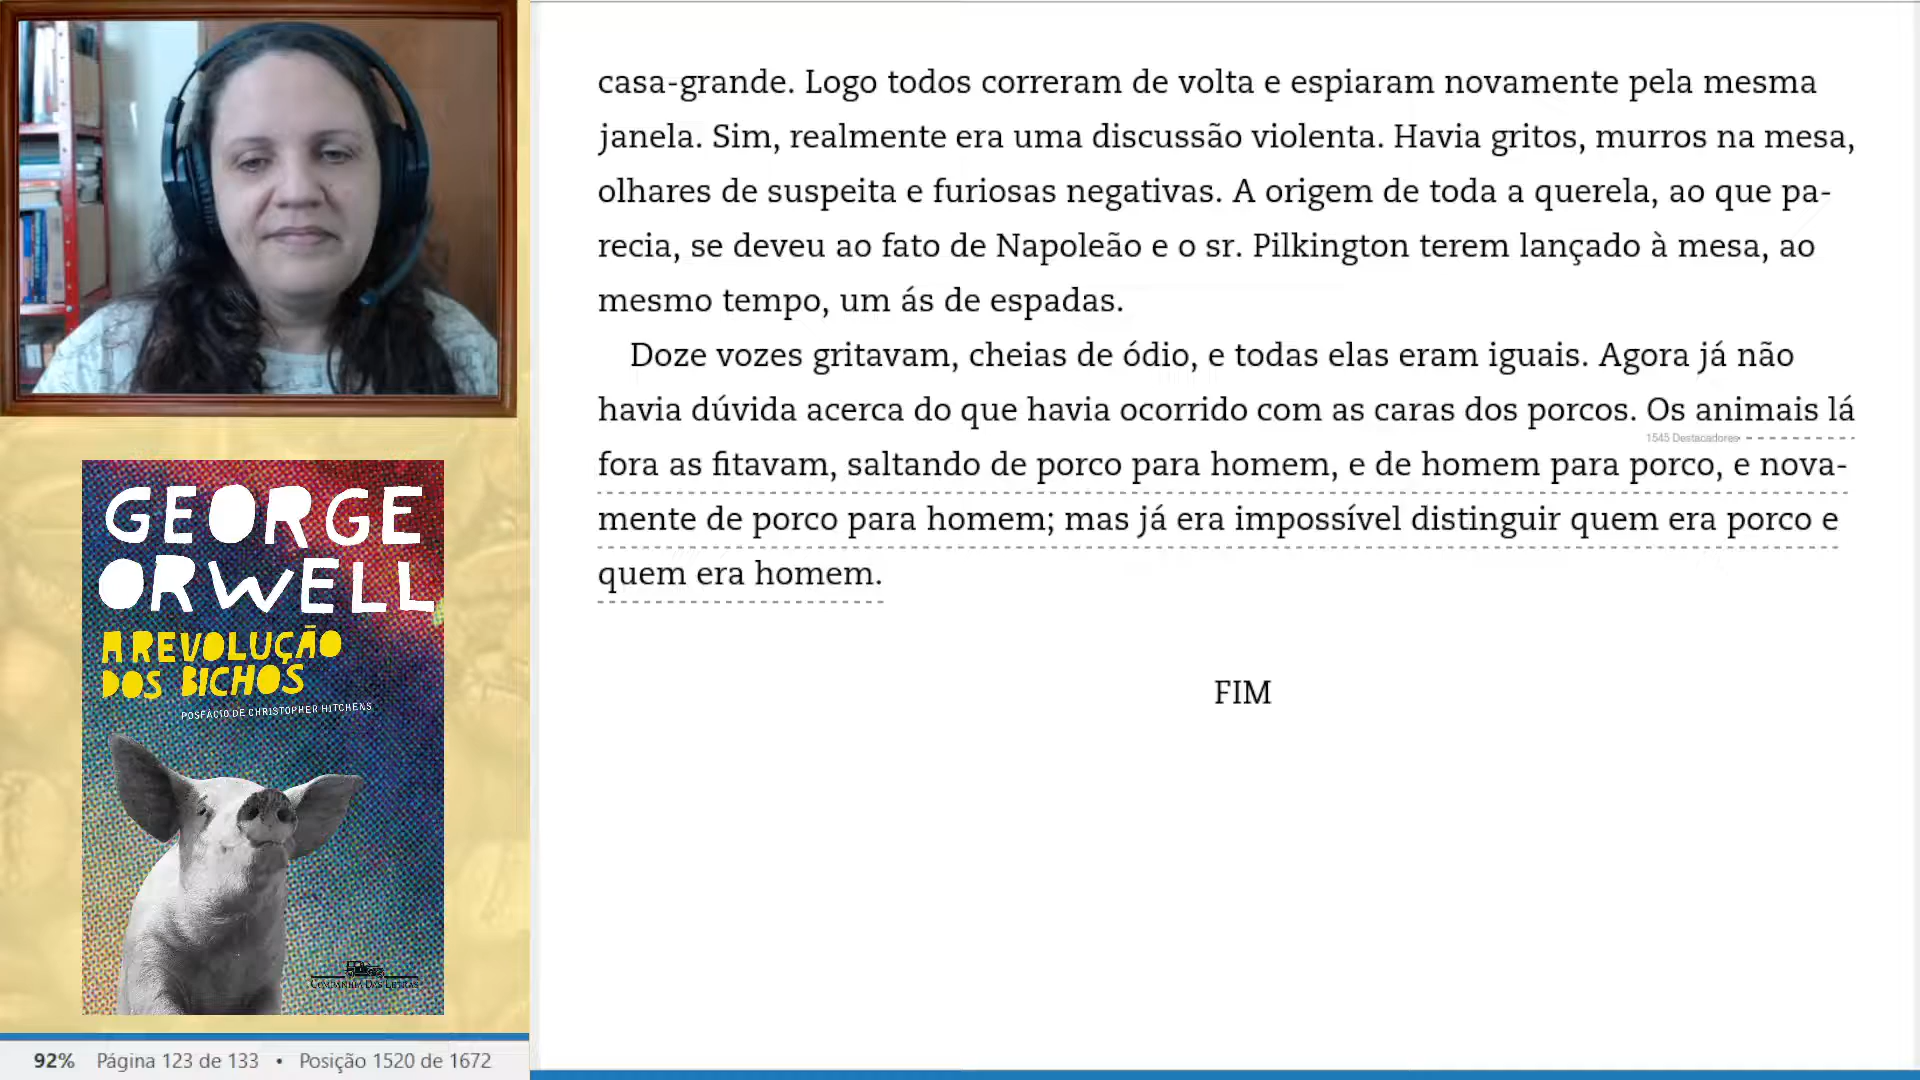 casa-grande. Logo todos correram de volta e espiaram novamente pela mesma
janela. Sim, realmente era uma discussão violenta. Havia gritos, murros na mesa,
olhares de suspeita e furiosas negativas. A origem de toda a querela, ao que pa-
recia, se deveu ao fato de Napoleão e o sr. Pilkington terem lançado à mesa, ao
mesmo tempo, um ás de espadas.
Doze vozes gritavam, cheias de ódio, e todas elas eram iguais. Agora já não
havia dúvida acerca do que havia ocorrido com as caras dos porcos. Os animais lá
1545 Destacadores
fora as fitavam, saltando de porco para homem, e de homem para porco, e nova-
mente de porco para homem; mas já era impossível distinguir quem era porco e
quem era homem.
FIM
GEORGE
ORWELL
A REVOLUÇÃO
DOS BICHOS
POSFÁCIO DE CHRISTOPHER HITCHENS
COMPANHIA DAS LETRAS
92% Página 123 de 133 • Posição 1520 de 1672